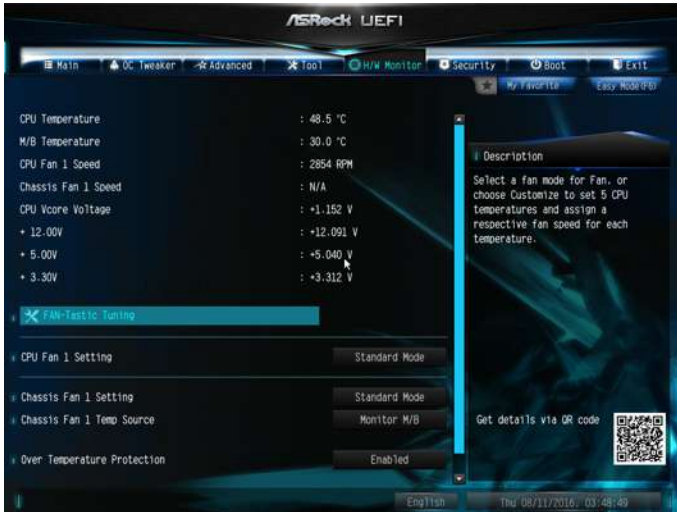 ASRock UEFI
Main OC Tweaker Advanced Tool H/W Monitor Security Boot Exit
My Favorite Easy Mode(F6)
CPU Temperature : 48.5 °C
M/B Temperature : 30.0 °C
CPU Fan 1 Speed : 2854 RPM
Chassis Fan 1 Speed : N/A
CPU Vcore Voltage : +1.152 V
+ 12.00V : +12.091 V
+ 5.00V : +5.040 V
+ 3.30V : +3.312 V
FAN-Tastic Tuning
CPU Fan 1 Setting Standard Mode
Chassis Fan 1 Setting Standard Mode
Chassis Fan 1 Temp Source Monitor M/B
Over Temperature Protection Enabled
Description
Select a fan mode for Fan, or
choose Customize to set 5 CPU
temperatures and assign a
respective fan speed for each
temperature.
Get details via QR code
English Thu 08/11/2016, 03:48:49